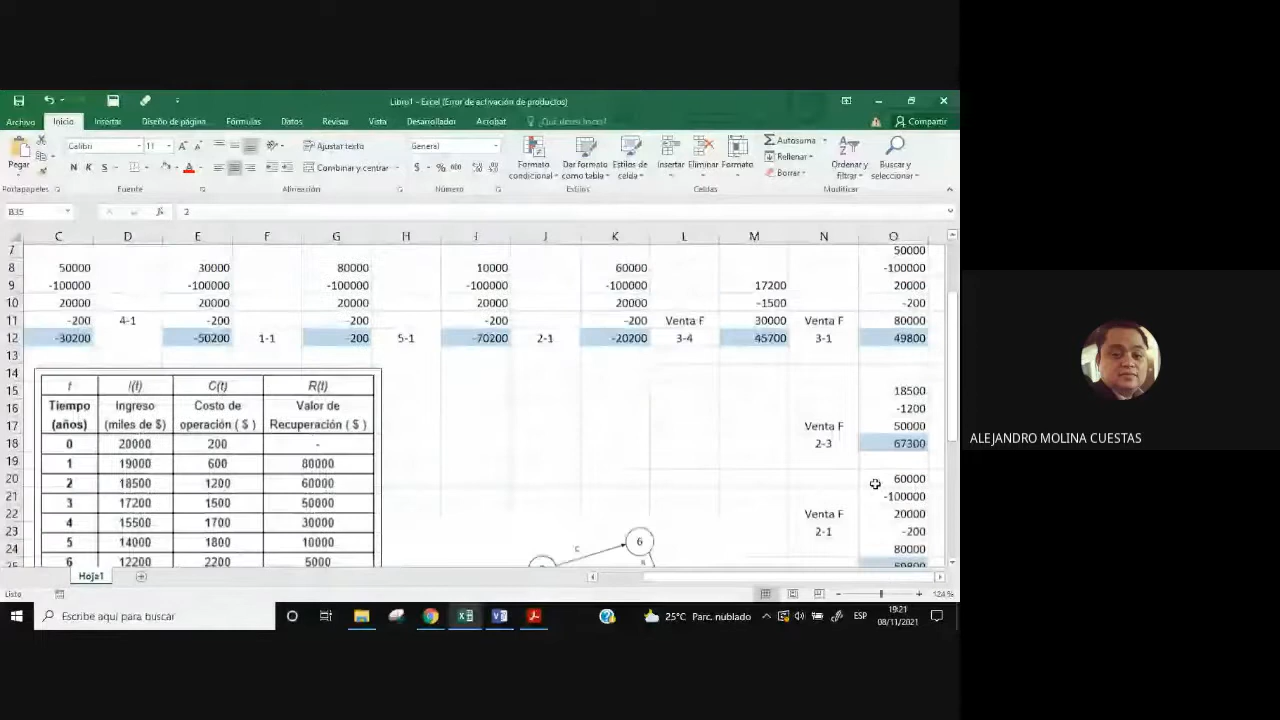 Libro1 - Excel (Error de activación de productos)
Archivo Inicio Insertar Diseño de página Fórmulas Datos Revisar Vista Desarrollador Acrobat ¿Qué desea hacer? Compartir
Pegar Calibri 11 N K S Ajustar texto Combinar y centrar General $ % 000 Formato condicional Dar formato como tabla Estilos de celda Insertar Eliminar Formato Autosuma Rellenar Borrar Ordenar y filtrar Buscar y seleccionar
Portapapeles Fuente Alineación Número Estilos Celdas Modificar
B35 fx 2
C D E F G H I J K L M N O
7 50000
8 50000 30000 80000 10000 60000 -100000
9 -100000 -100000 -100000 -100000 -100000 17200 20000
10 20000 20000 20000 20000 20000 -1500 -200
11 -200 4-1 -200 -200 -200 -200 Venta F 30000 Venta F 80000
12 -30200 -50200 1-1 -200 5-1 -70200 2-1 -20200 3-4 45700 3-1 49800
13
14
15 18500
16 -1200
17 Venta F 50000
18 2-3 67300
19
20 60000
21 -100000
22 Venta F 20000
23 2-1 -200
24 80000
25 69800
t I(t) C(t) R(t)
Tiempo (años) Ingreso (miles de $) Costo de operación ( $ ) Valor de Recuperación ( $ )
0 20000 200 -
1 19000 600 80000
2 18500 1200 60000
3 17200 1500 50000
4 15500 1700 30000
5 14000 1800 10000
6 12200 2200 5000
C 6
Hoja1
Listo 124 %
Escribe aquí para buscar 25°C Parc. nublado ESP 19:21
08/11/2021
ALEJANDRO MOLINA CUESTAS